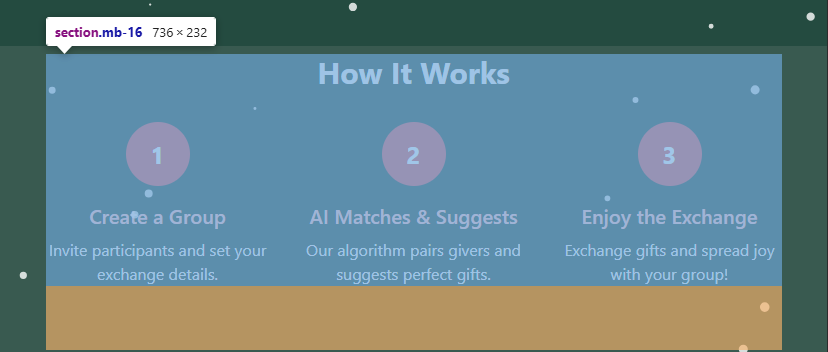 section.mb-16 736 × 232
How It Works
1 2 3
Create a Group AI Matches & Suggests Enjoy the Exchange
Invite participants and set your Our algorithm pairs givers and Exchange gifts and spread joy
exchange details. suggests perfect gifts. with your group!